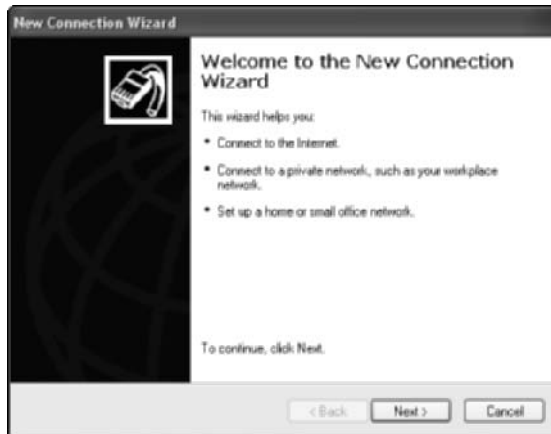 New Connection Wizard
Welcome to the New Connection
Wizard
This wizard helps you:
• Connect to the Internet.
• Connect to a private network, such as your workplace
network.
• Set up a home or small office network.
To continue, click Next.
< Back
Next >
Cancel